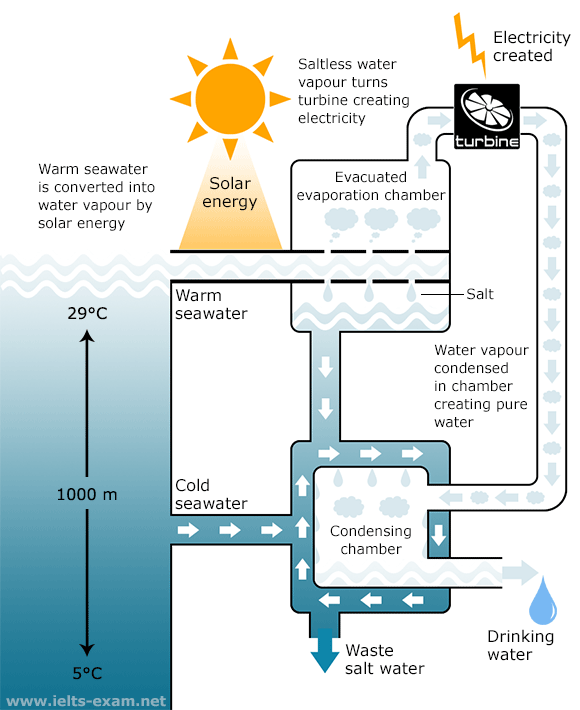 Electricity
created
Saltless water
vapour turns
turbine creating
electricity
turbine
Warm seawater
is converted into
water vapour by
solar energy
Solar
energy
Evacuated
evaporation chamber
Warm
seawater
Salt
29°C
Water vapour
condensed
in chamber
creating pure
water
1000 m
Cold
seawater
Condensing
chamber
Drinking
water
Waste
salt water
5°C
www.ielts-exam.net